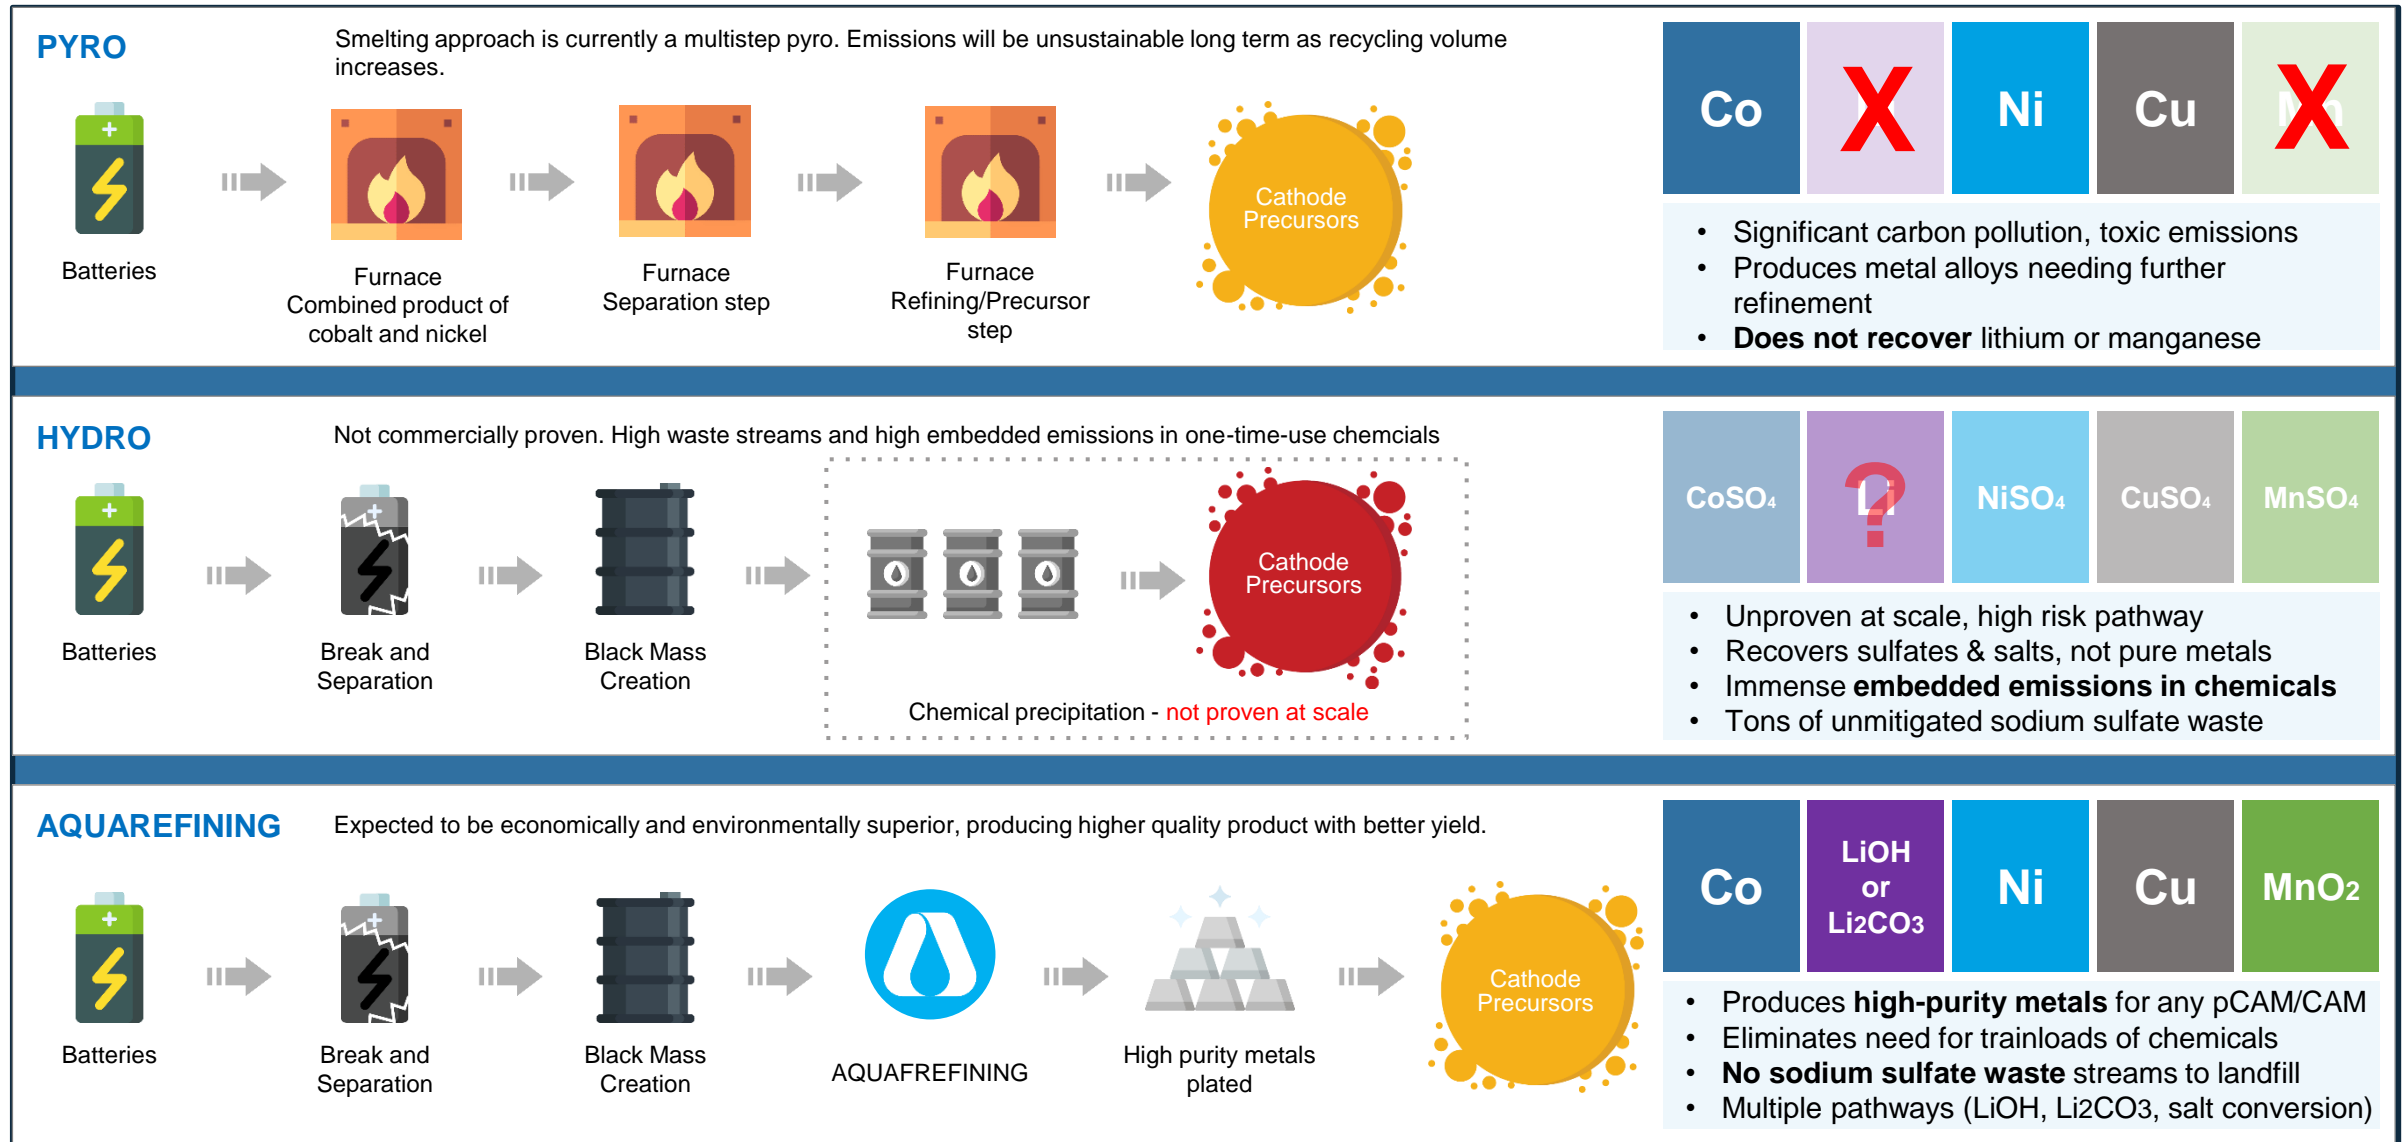 PYRO
Smelting approach is currently a multistep pyro. Emissions will be unsustainable long term as recycling volume
increases.
Batteries
Furnace
Combined product of
cobalt and nickel
Furnace
Separation step
Furnace
Refining/Precursor
step
Cathode
Precursors
Co
X
Ni
Cu
Mn
X
• Significant carbon pollution, toxic emissions
• Produces metal alloys needing further
refinement
• Does not recover lithium or manganese
HYDRO
Not commercially proven. High waste streams and high embedded emissions in one-time-use chemcials
Batteries
Break and
Separation
Black Mass
Creation
Cathode
Precursors
Chemical precipitation - not proven at scale
CoSO4
Li
?
NiSO4
CuSO4
MnSO4
• Unproven at scale, high risk pathway
• Recovers sulfates & salts, not pure metals
• Immense embedded emissions in chemicals
• Tons of unmitigated sodium sulfate waste
AQUAREFINING
Expected to be economically and environmentally superior, producing higher quality product with better yield.
Batteries
Break and
Separation
Black Mass
Creation
AQUAFREFINING
High purity metals
plated
Cathode
Precursors
Co
LiOH
or
Li2CO3
Ni
Cu
MnO2
• Produces high-purity metals for any pCAM/CAM
• Eliminates need for trainloads of chemicals
• No sodium sulfate waste streams to landfill
• Multiple pathways (LiOH, Li2CO3, salt conversion)